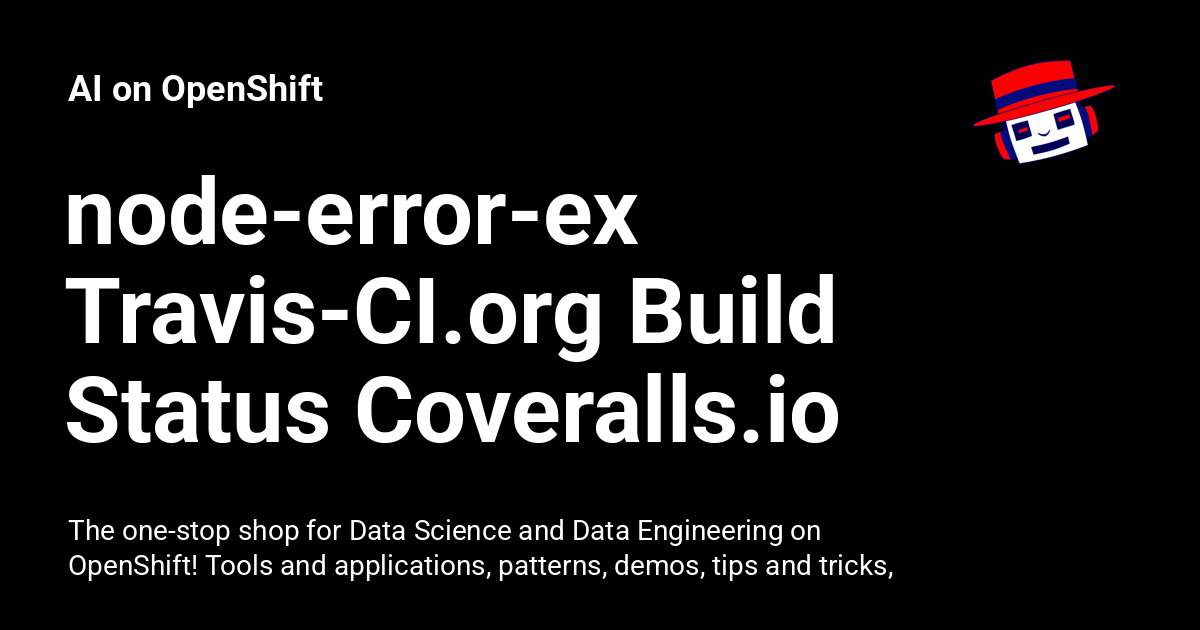 AI on OpenShift
node-error-ex
Travis-CI.org Build
Status Coveralls.io
The one-stop shop for Data Science and Data Engineering on
OpenShift! Tools and applications, patterns, demos, tips and tricks,